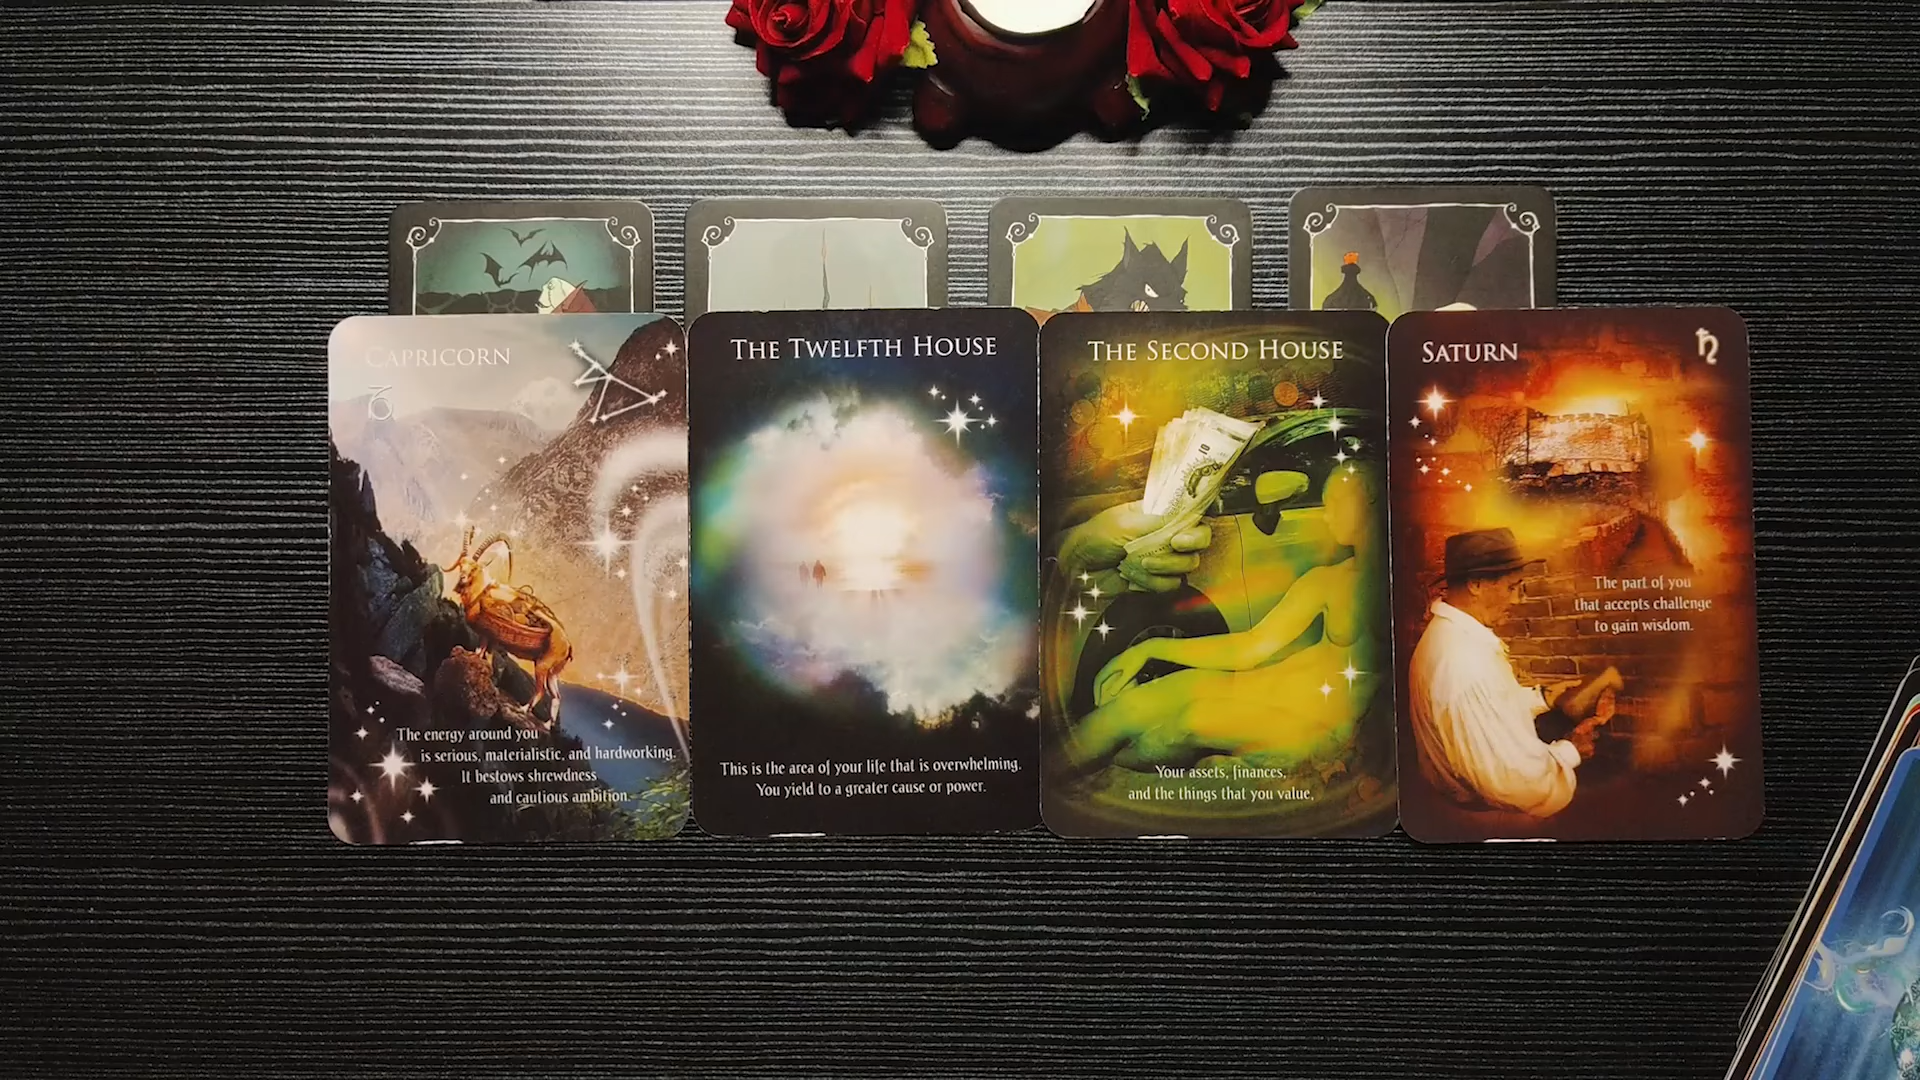 CAPRICORN
The energy around you
is serious, materialistic, and hardworking.
It bestows shrewdness
and cautious ambition.
THE TWELFTH HOUSE
This is the area of your life that is overwhelming.
You yield to a greater cause or power.
THE SECOND HOUSE
10
Your assets, finances,
and the things that you value.
SATURN
♄
The part of you
that accepts challenge
to gain wisdom.